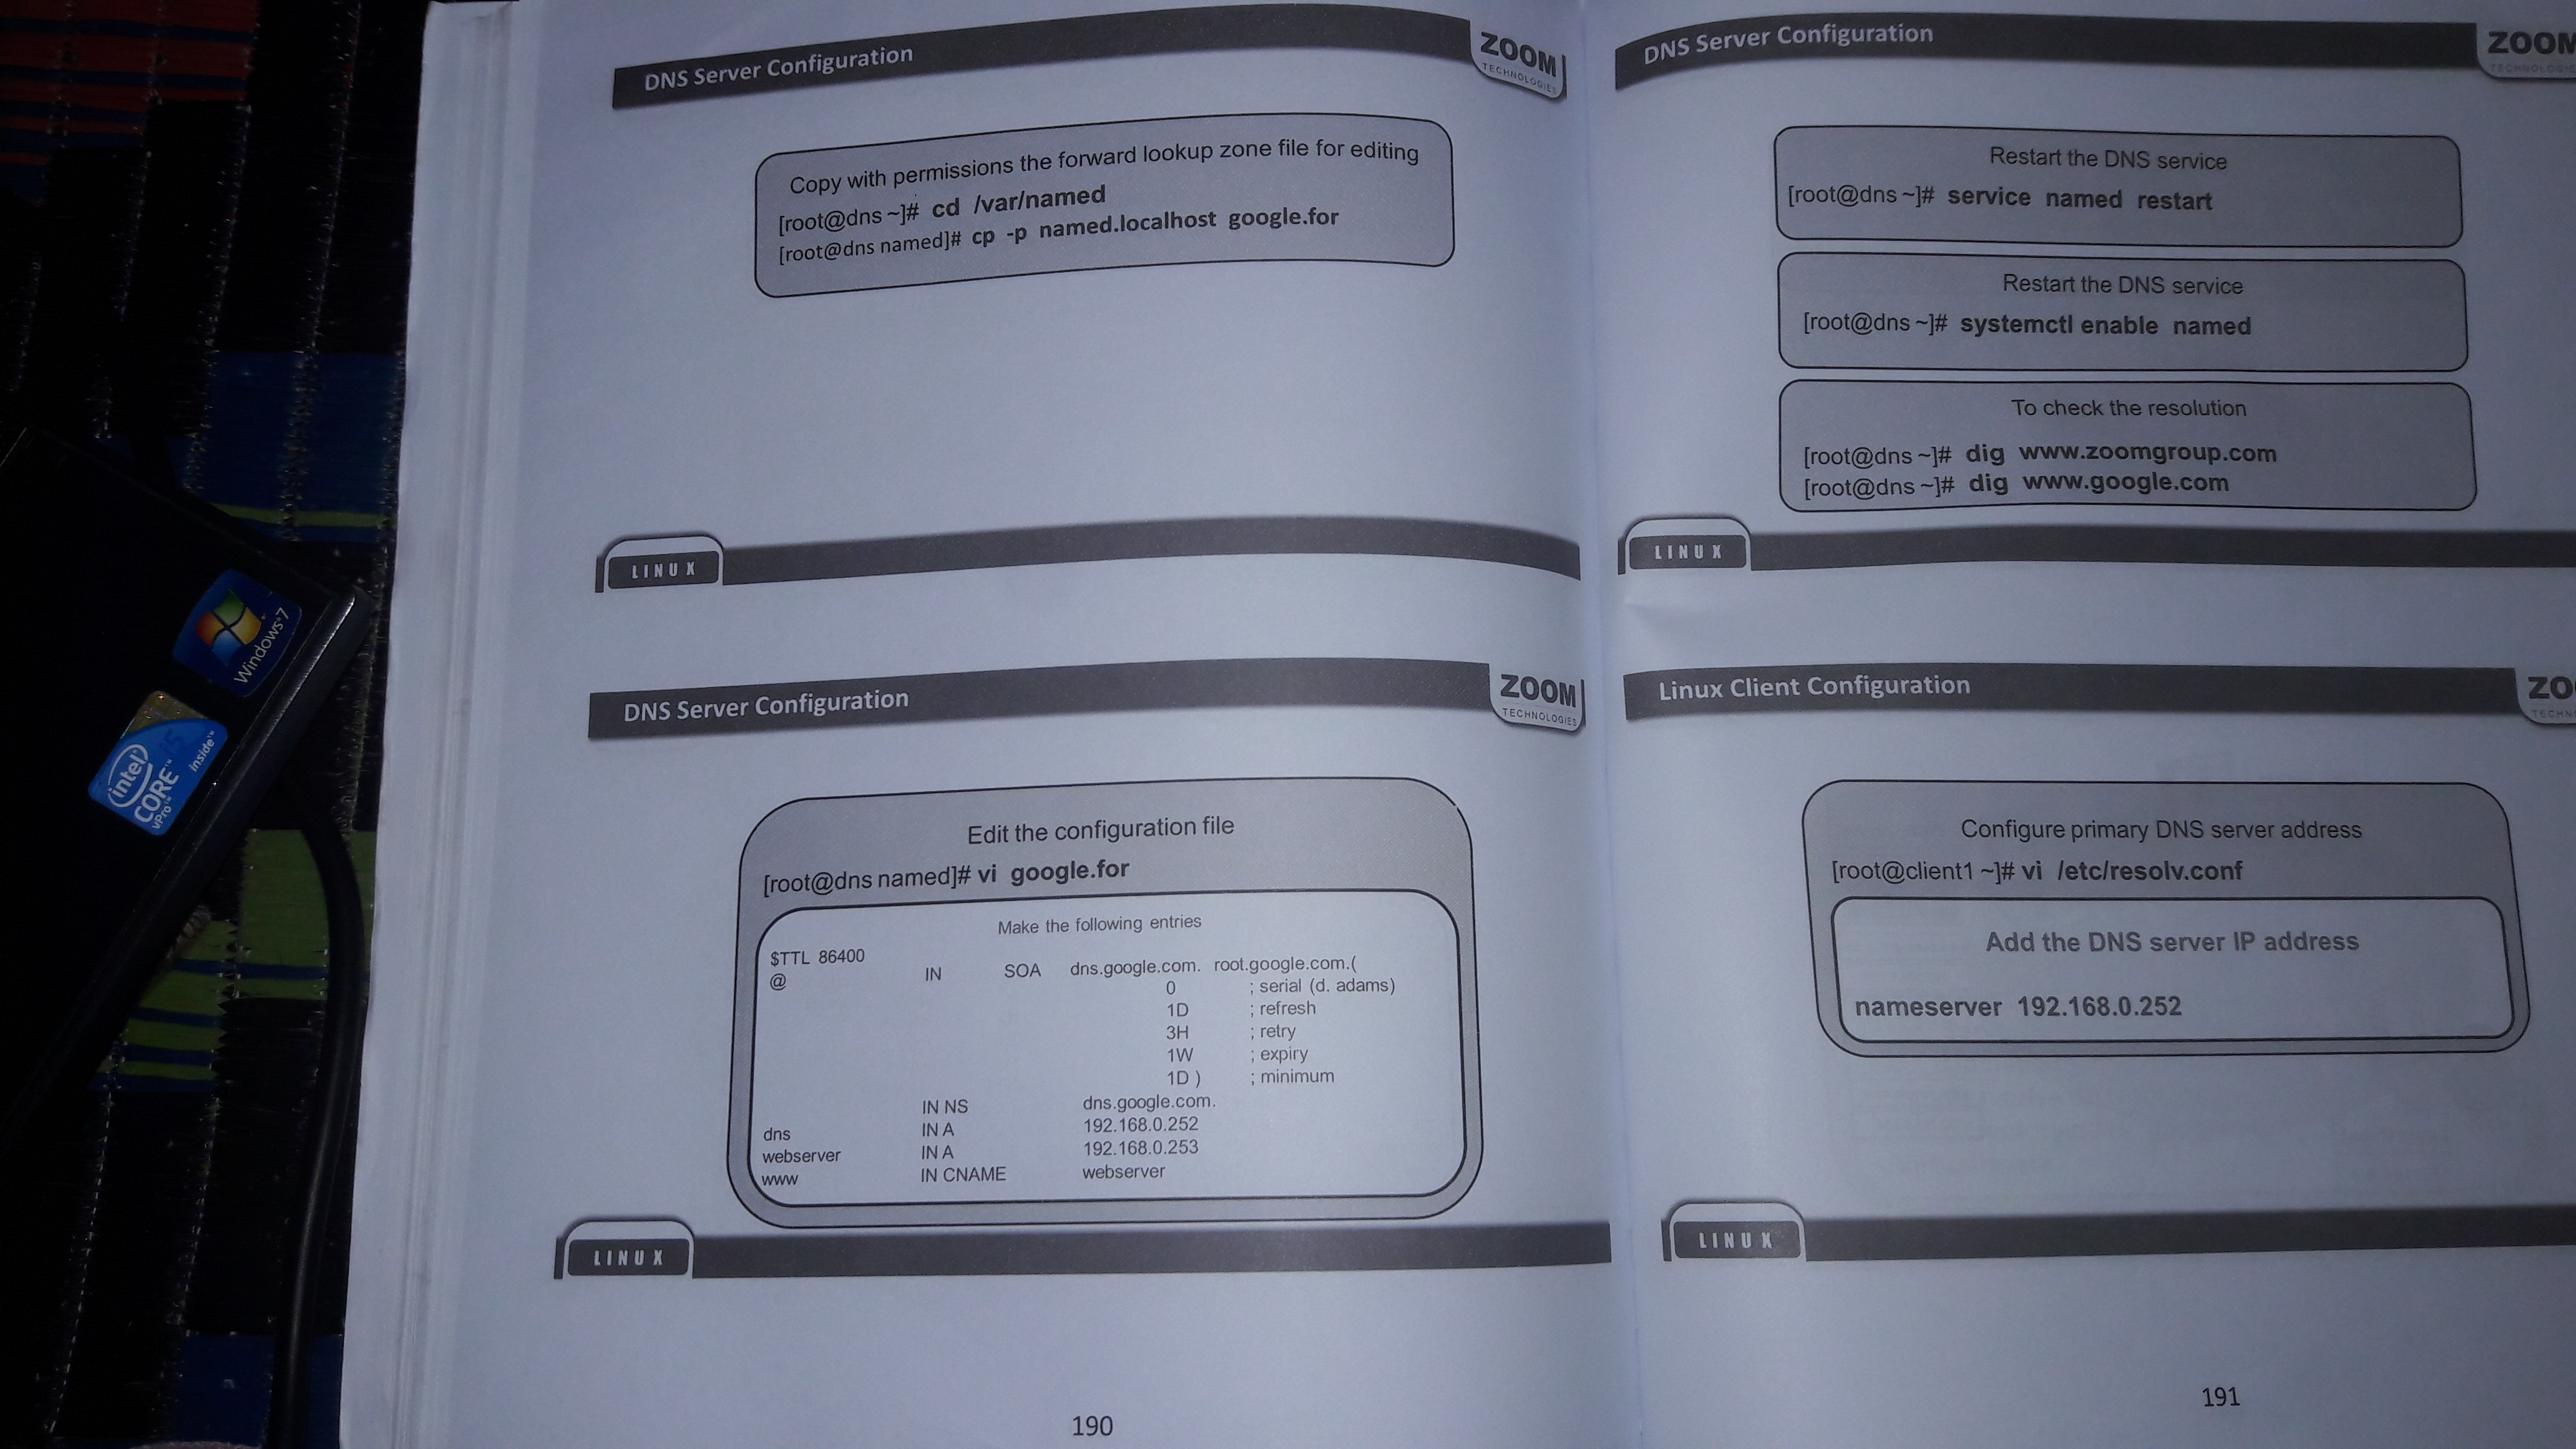 DNS Server Configuration
ZOOM
TECHNOLOGIES
Copy with permissions the forward lookup zone file for editing
[root@dns ~]# cd /var/named
[root@dns named]# cp -p named.localhost google.for
LINUX
DNS Server Configuration
ZOOM
TECHNOLOGIES
Edit the configuration file
[root@dns named]# vi google.for
Make the following entries
$TTL 86400
@ IN SOA dns.google.com. root.google.com.(
0 ; serial (d. adams)
1D ; refresh
3H ; retry
1W ; expiry
1D ) ; minimum
IN NS dns.google.com.
dns IN A 192.168.0.252
webserver IN A 192.168.0.253
www IN CNAME webserver
LINUX
190
DNS Server Configuration
ZOOM
Restart the DNS service
[root@dns ~]# service named restart
Restart the DNS service
[root@dns ~]# systemctl enable named
To check the resolution
[root@dns ~]# dig www.zoomgroup.com
[root@dns ~]# dig www.google.com
LINUX
Linux Client Configuration
ZO
Configure primary DNS server address
[root@client1 ~]# vi /etc/resolv.conf
Add the DNS server IP address
nameserver 192.168.0.252
LINUX
191
Windows 7
intel
CORE i5
inside
vPro